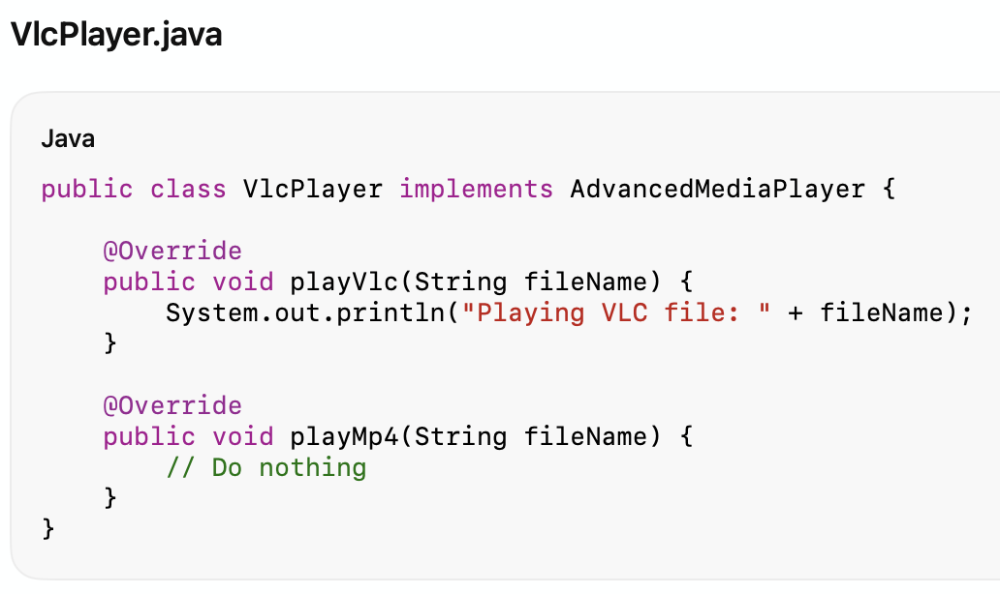 VlcPlayer.java
Java
public class VlcPlayer implements AdvancedMediaPlayer {
    @Override
    public void playVlc(String fileName) {
        System.out.println("Playing VLC file: " + fileName);
    }
    @Override
    public void playMp4(String fileName) {
        // Do nothing
    }
}